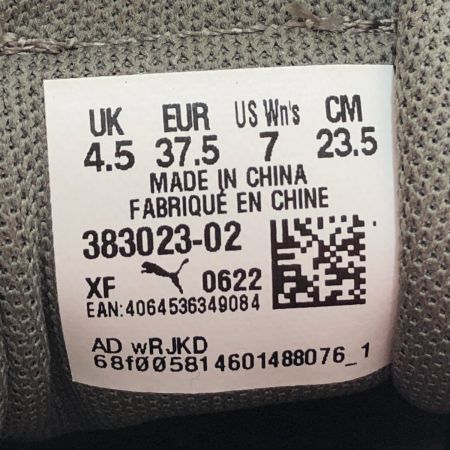 UK EUR US Wn's CM
4.5 37.5 7 23.5
MADE IN CHINA
FABRIQUÉ EN CHINE
383023-02
XF 0622
EAN:4064536349084
AD wRJKD
68f005814601488076_1